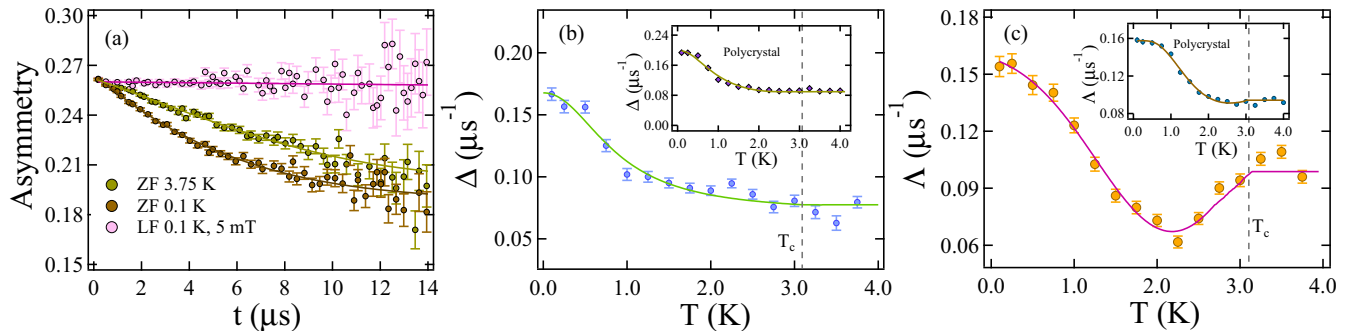 (a)
0.30
0.27
0.24
0.21
0.18
0.15
Asymmetry
ZF 3.75 K
ZF 0.1 K
LF 0.1 K, 5 mT
0 2 4 6 8 10 12 14
t (μs)
(b)
0.20
0.15
0.10
0.05
Δ (μs⁻¹)
Polycrystal
0.24
0.16
0.08
0.00
Δ (μs⁻¹)
0.0 1.0 2.0 3.0 4.0
T (K)
Tc
0.0 1.0 2.0 3.0 4.0
T (K)
(c)
0.18
0.15
0.12
0.09
0.06
Λ (μs⁻¹)
Polycrystal
0.16
0.12
0.08
Λ (μs⁻¹)
0.0 1.0 2.0 3.0 4.0
T (K)
Tc
0.0 1.0 2.0 3.0 4.0
T (K)